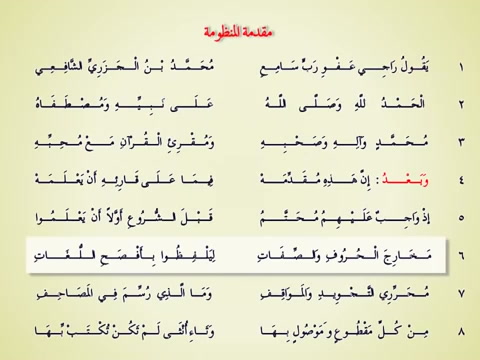 مقدمة المنظومة
١ يَقُولُ رَاجِي عَفْوِ رَبٍّ سَامِعِ مُحَمَّدُ بْنُ الْجَزَرِيِّ الشَّافِعِي
٢ الْحَمْدُ للَّهِ وَصَلَّى اللَّهُ عَلَى نَبِيِّهِ وَمُصْطَفَاهُ
٣ مُحَمَّدٍ وَآلِهِ وَصَحْبِهِ وَمُقْرِئِ الْقُرْآنِ مَعْ مُحِبِّهِ
٤ وَبَعْدُ : إِنَّ هَذِهِ مُقَدِّمَهْ فِيمَا عَلَى قَارِئِهِ أَنْ يَعْلَمَهْ
٥ إِذْ وَاجِبٌ عَلَيْهِمُ مُحَتَّمُ قَبْلَ الشُّرُوعِ أَوَّلاً أَنْ يَعْلَمُوا
٦ مَخَارِجَ الْحُرُوفِ وَالصِّفَاتِ لِيَلْفِظُوا بِأَفْصَحِ اللُّغَاتِ
٧ مُحَرِّرِي التَّجْوِيدِ وَالْمَوَاقِفِ وَمَا الَّذِي رُسِّمَ فِي الْمَصَاحِفِ
٨ مِنْ كُلِّ مَقْطُوعٍ وَمَوْصُولٍ بِهَا وَتَاءِ أُنْثَى لَمْ تَكُنْ تُكْتَبْ بِّهَا